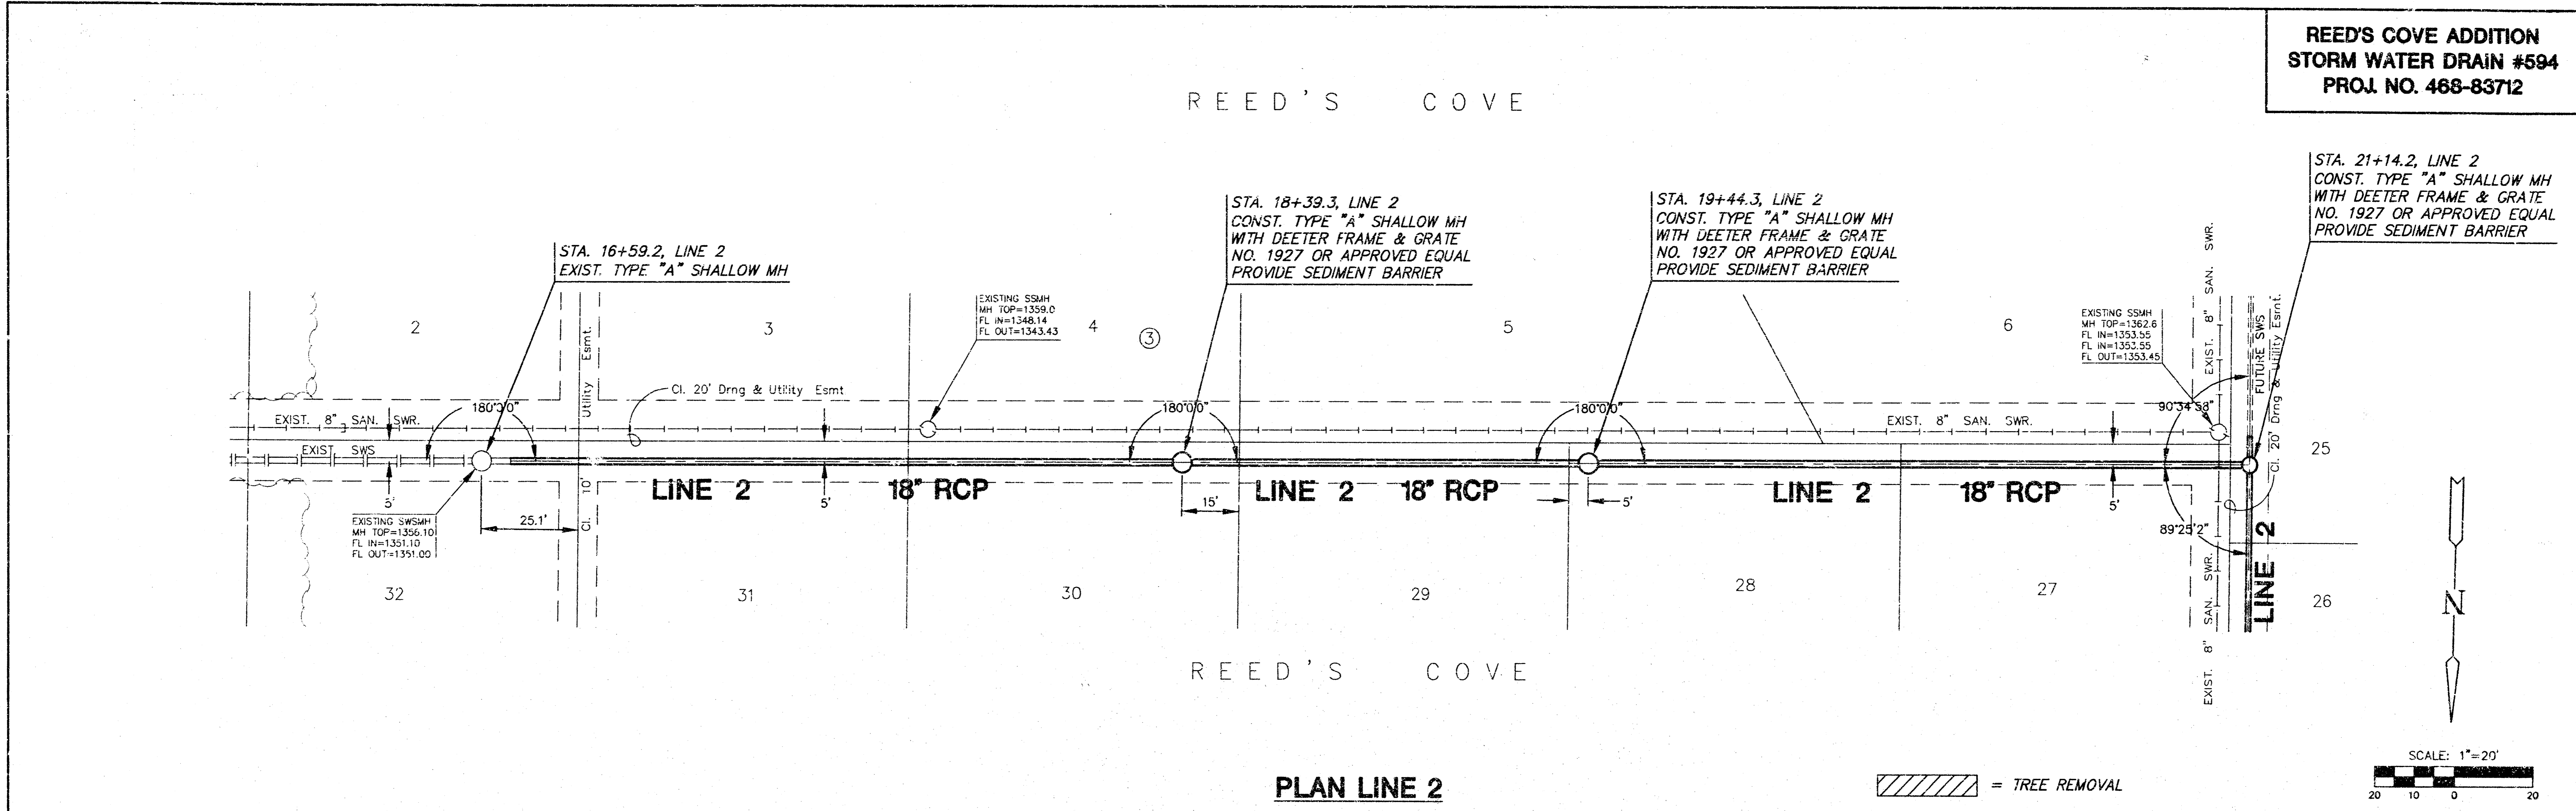 REED'S COVE ADDITION
STORM WATER DRAIN #594
PROJ. NO. 468-83712
REED'S COVE
STA. 16+59.2, LINE 2
EXIST. TYPE "A" SHALLOW MH
STA. 18+39.3, LINE 2
CONST. TYPE "A" SHALLOW MH
WITH DEETER FRAME & GRATE
NO. 1927 OR APPROVED EQUAL
PROVIDE SEDIMENT BARRIER
STA. 19+44.3, LINE 2
CONST. TYPE "A" SHALLOW MH
WITH DEETER FRAME & GRATE
NO. 1927 OR APPROVED EQUAL
PROVIDE SEDIMENT BARRIER
STA. 21+14.2, LINE 2
CONST. TYPE "A" SHALLOW MH
WITH DEETER FRAME & GRATE
NO. 1927 OR APPROVED EQUAL
PROVIDE SEDIMENT BARRIER
EXISTING SSMH
MH TOP=1359.0
FL IN=1348.14
FL OUT=1343.43
EXISTING SSMH
MH TOP=1362.6
FL IN=1353.55
FL IN=1353.55
FL OUT=1353.45
2
3
4
3
5
6
25
EXIST. 8" SAN. SWR.
FUTURE SWS
Cl. 20' Drng & Utility Esmt.
Cl. 10' Utility Esmt.
Cl. 20' Drng & Utility Esmt
EXIST. 8" SAN. SWR.
180°0'0"
180°0'0"
180°0'0"
90°34'58"
EXIST. 8" SAN. SWR.
EXIST SWS
LINE 2
18" RCP
LINE 2
18" RCP
LINE 2
18" RCP
5'
5'
15'
5'
5'
25.1'
89°25'2"
EXISTING SWSMH
MH TOP=1356.10
FL IN=1351.10
FL OUT=1351.00
LINE 2
EXIST. 8" SAN. SWR.
32
31
30
29
28
27
26
N
REED'S COVE
PLAN LINE 2
= TREE REMOVAL
SCALE: 1"=20'
20 10 0 20